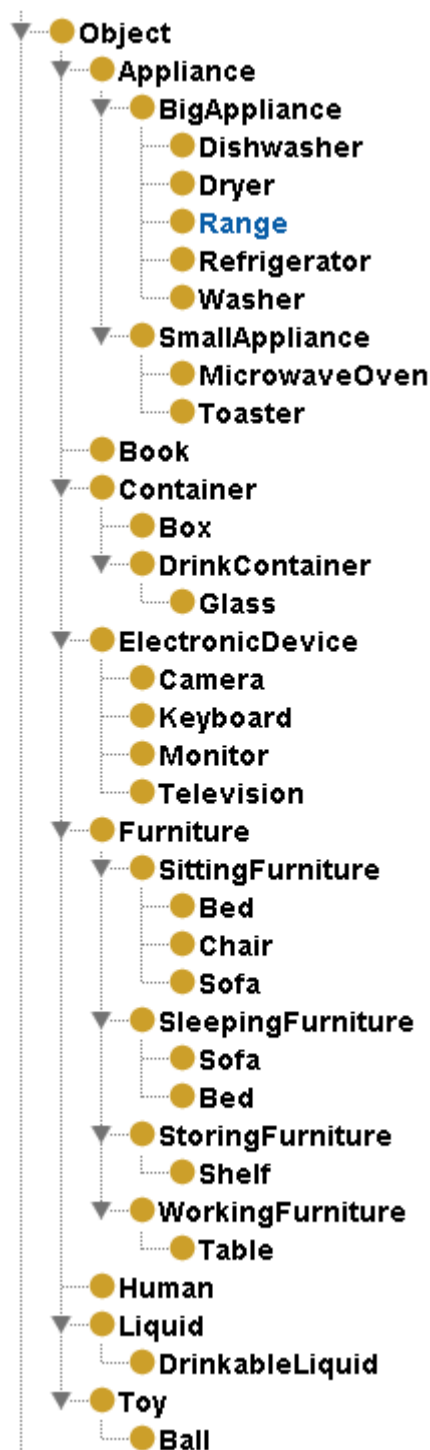 Object
Appliance
BigAppliance
Dishwasher
Dryer
Range
Refrigerator
Washer
SmallAppliance
MicrowaveOven
Toaster
Book
Container
Box
DrinkContainer
Glass
ElectronicDevice
Camera
Keyboard
Monitor
Television
Furniture
SittingFurniture
Bed
Chair
Sofa
SleepingFurniture
Sofa
Bed
StoringFurniture
Shelf
WorkingFurniture
Table
Human
Liquid
DrinkableLiquid
Toy
Ball